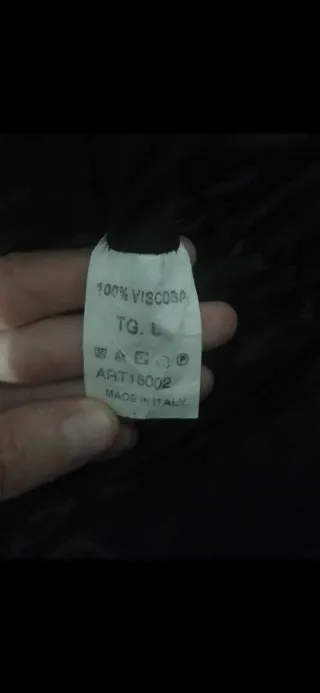 100% VISCOSA
TG. L
ART18002
MADE IN ITALY